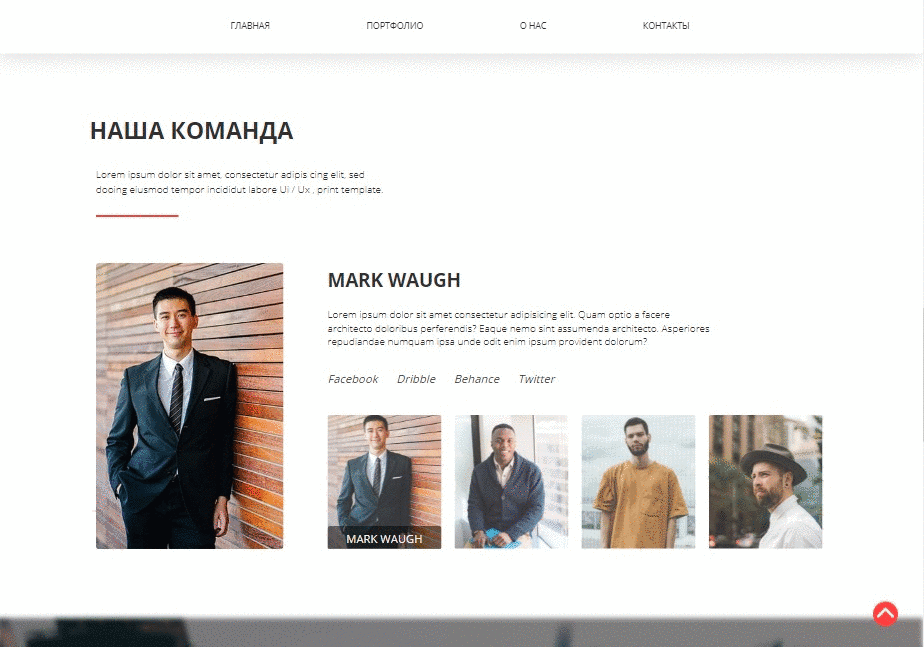 ГЛАВНАЯ ПОРТФОЛИО О НАС КОНТАКТЫ
НАША КОМАНДА
Lorem ipsum dolor sit amet, consectetur adipis cing elit, sed
dooing eiusmod tempor incididut labore UI / Ux , print template.
MARK WAUGH
Lorem ipsum dolor sit amet consectetur adipisicing elit. Quam optio a facere
architecto doloribus perferendis? Eaque nemo sint assumenda architecto. Asperiores
repudiandae numquam ipsa unde odit enim ipsum provident dolorum?
Facebook Dribble Behance Twitter
MARK WAUGH